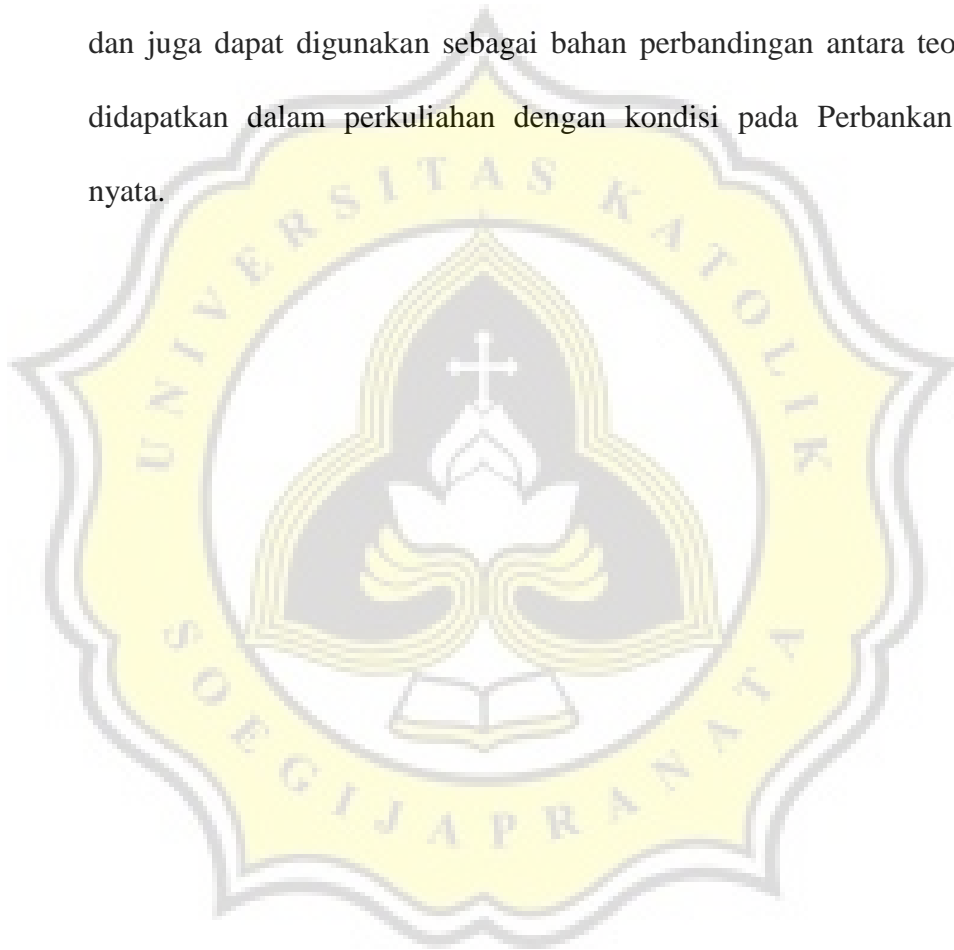 dan juga dapat digunakan sebagai bahan perbandingan antara teo
didapatkan dalam perkuliahan dengan kondisi pada Perbankan
nyata.
UNIVERSITAS KATOLIK
SOEGIJAPRANATA